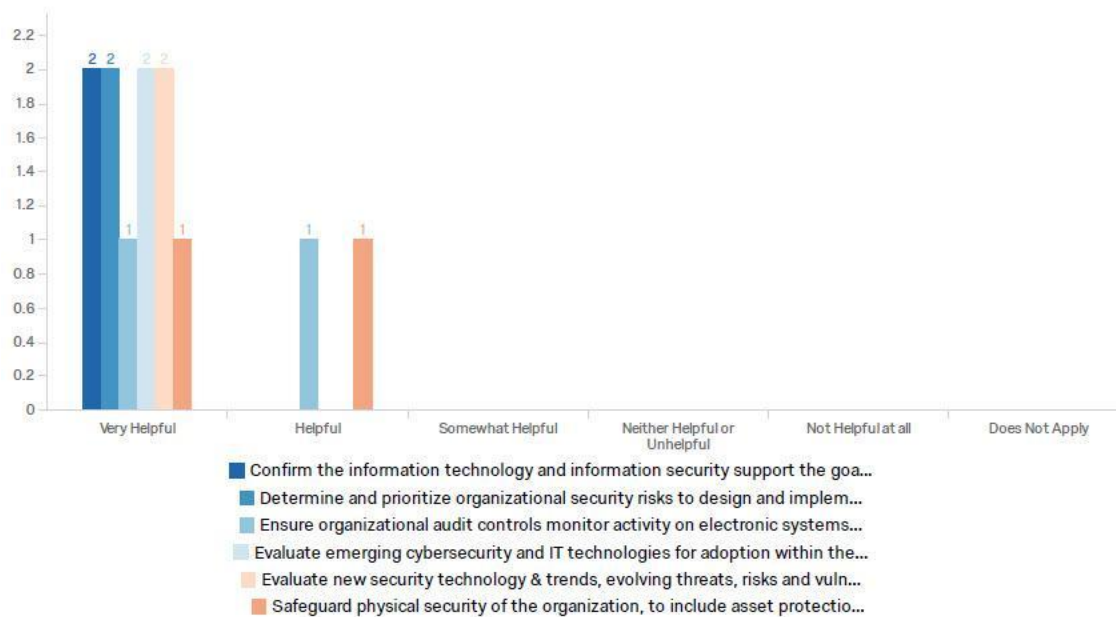 2.2
2
1.8
1.6
1.4
1.2
1
0.8
0.6
0.4
0.2
0
2 2 2 2
1 1
1 1
Very Helpful Helpful Somewhat Helpful Neither Helpful or Not Helpful at all Does Not Apply
Unhelpful
Confirm the information technology and information security support the goa...
Determine and prioritize organizational security risks to design and implem...
Ensure organizational audit controls monitor activity on electronic systems...
Evaluate emerging cybersecurity and IT technologies for adoption within the...
Evaluate new security technology & trends, evolving threats, risks and vuln...
Safeguard physical security of the organization, to include asset protectio...